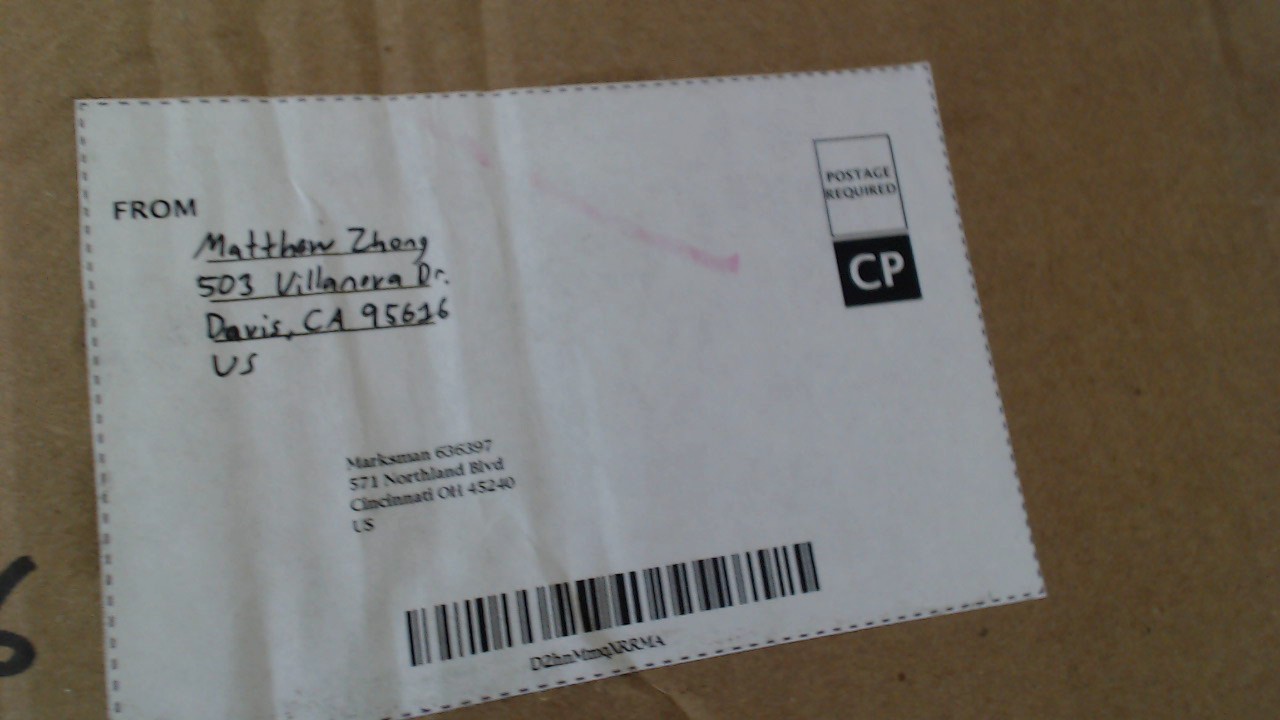 FROM
Matthew Zhong
503 Villanova Dr.
Davis, CA 95616
US
POSTAGE
REQUIRED
CP
Marksman 636397
571 Northland Blvd
Cincinnati OH 45240
US